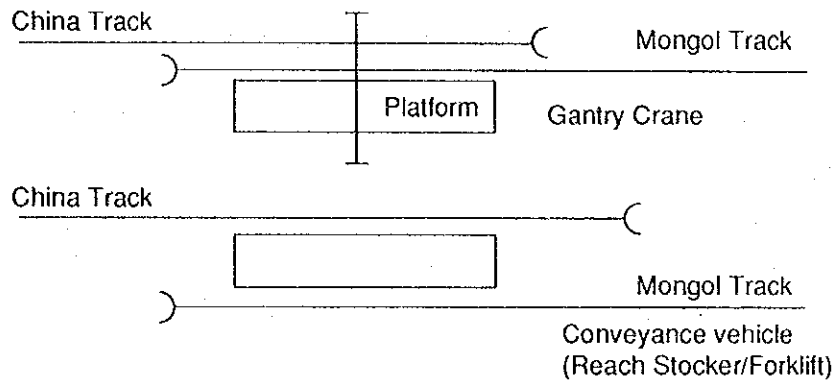 China Track
Mongol Track
Platform
Gantry Crane
China Track
Mongol Track
Conveyance vehicle
(Reach Stocker/Forklift)